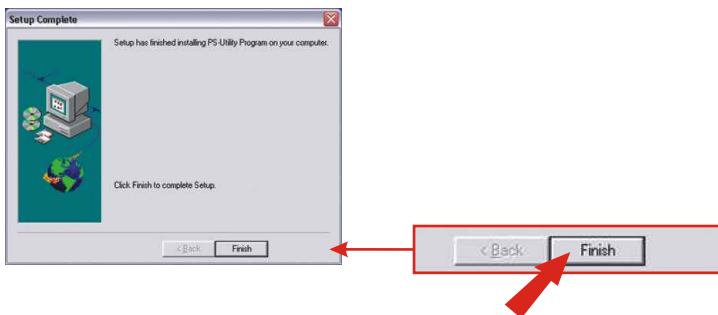 Setup Complete
Setup has finished installing PS-Utility Program on your computer.
Click Finish to complete Setup.
< Back
Finish
< Back
Finish